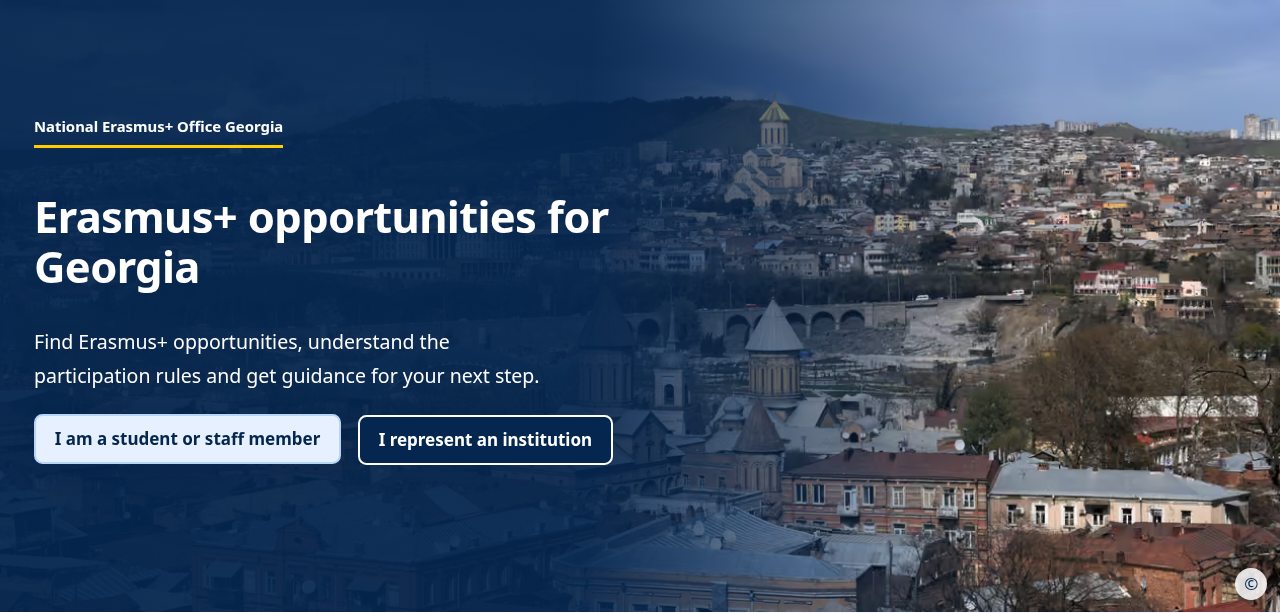 National Erasmus+ Office Georgia
Erasmus+ opportunities for
Georgia
Find Erasmus+ opportunities, understand the
participation rules and get guidance for your next step.
I am a student or staff member
I represent an institution
©